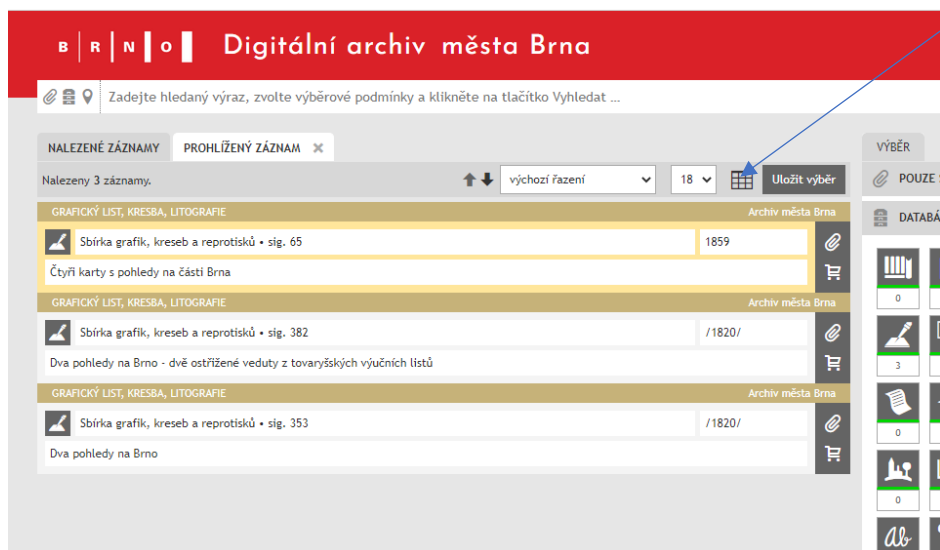 BRNO Digitální archiv města Brna
Zadejte hledaný výraz, zvolte výběrové podmínky a klikněte na tlačítko Vyhledat ...
NALEZENÉ ZÁZNAMY PROHLÍŽENÝ ZÁZNAM ×
VÝBĚR
Nalezeny 3 záznamy. výchozí řazení 18 Uložit výběr
POUZE
GRAFICKÝ LIST, KRESBA, LITOGRAFIE Archiv města Brna
DATABÁ
Sbírka grafik, kreseb a reprotisků • sig. 65 1859
Čtyři karty s pohledy na části Brna
0
GRAFICKÝ LIST, KRESBA, LITOGRAFIE Archiv města Brna
Sbírka grafik, kreseb a reprotisků • sig. 382 /1820/
Dva pohledy na Brno - dvě ostřižené veduty z tovaryšských výučních listů
3
GRAFICKÝ LIST, KRESBA, LITOGRAFIE Archiv města Brna
Sbírka grafik, kreseb a reprotisků • sig. 353 /1820/
0
Dva pohledy na Brno
0
ab